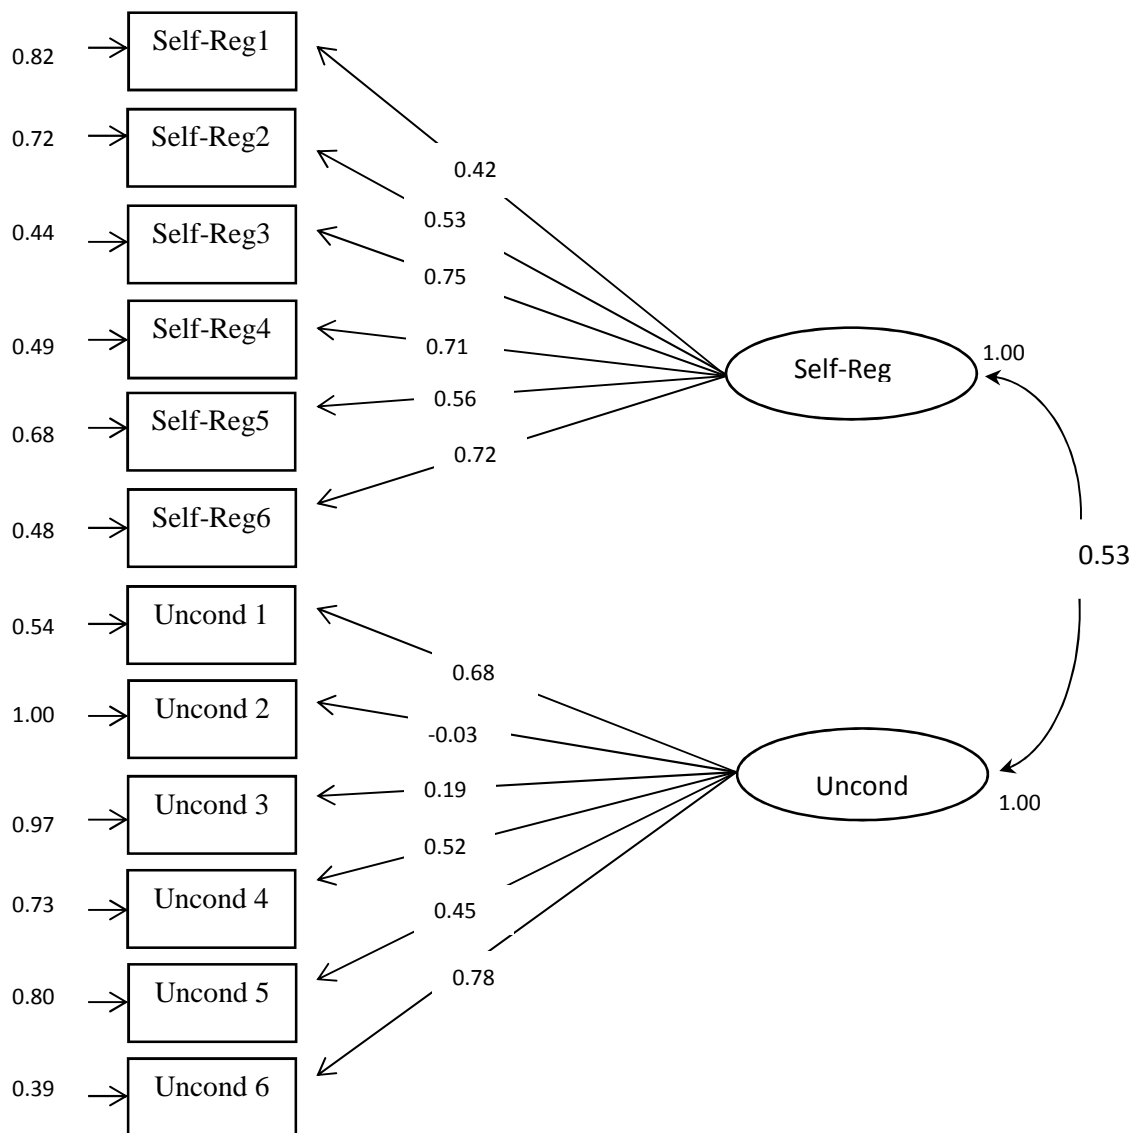 0.82 Self-Reg1
0.42
0.72 Self-Reg2
0.53
0.44 Self-Reg3
0.75
0.49 Self-Reg4
0.71
Self-Reg
1.00
0.68 Self-Reg5
0.56
0.72
0.48 Self-Reg6
0.53
0.54 Uncond 1
0.68
1.00 Uncond 2
-0.03
0.97 Uncond 3
0.19
Uncond
1.00
0.52
0.73 Uncond 4
0.45
0.80 Uncond 5
0.78
0.39 Uncond 6